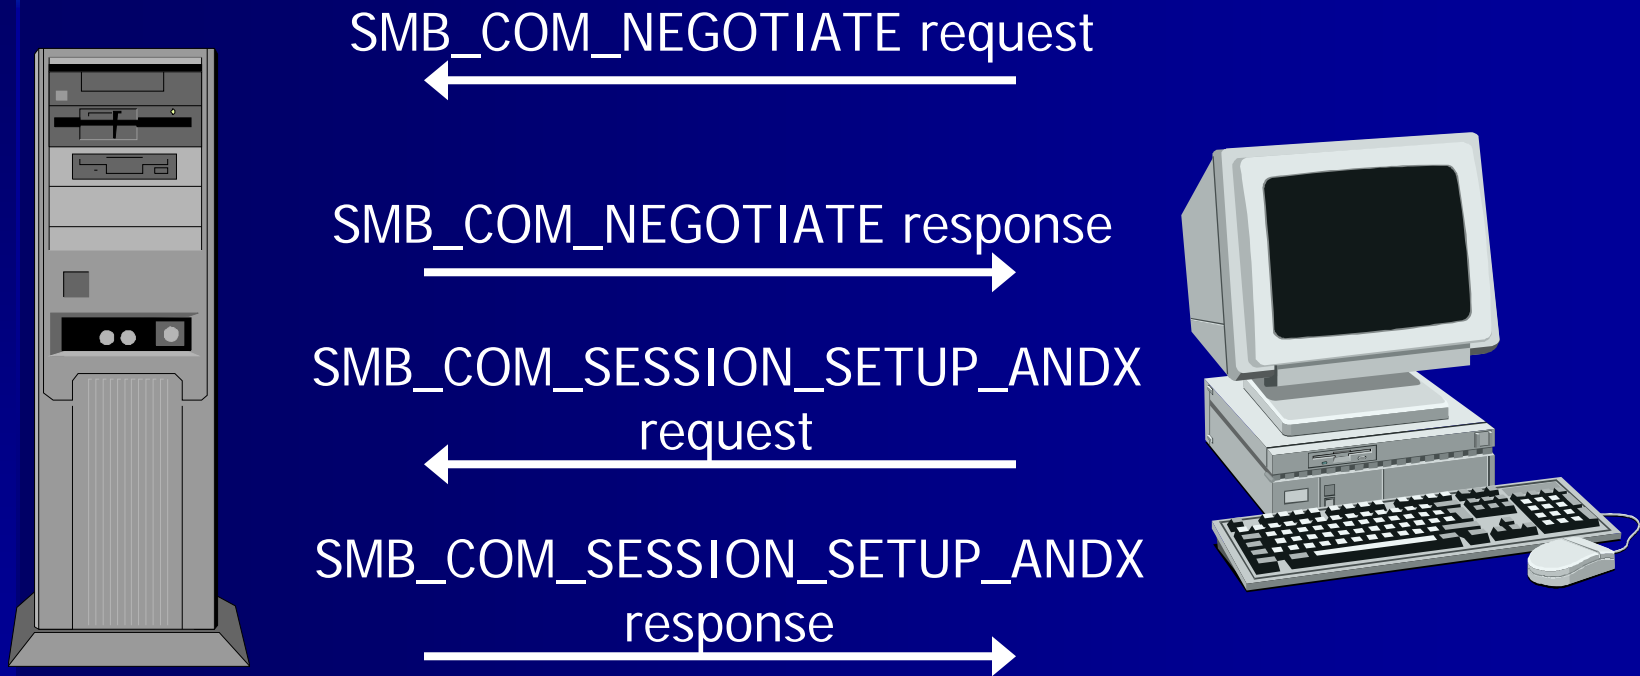 SMB_COM_NEGOTIATE request
SMB_COM_NEGOTIATE response
SMB_COM_SESSION_SETUP_ANDX
request
SMB_COM_SESSION_SETUP_ANDX
response